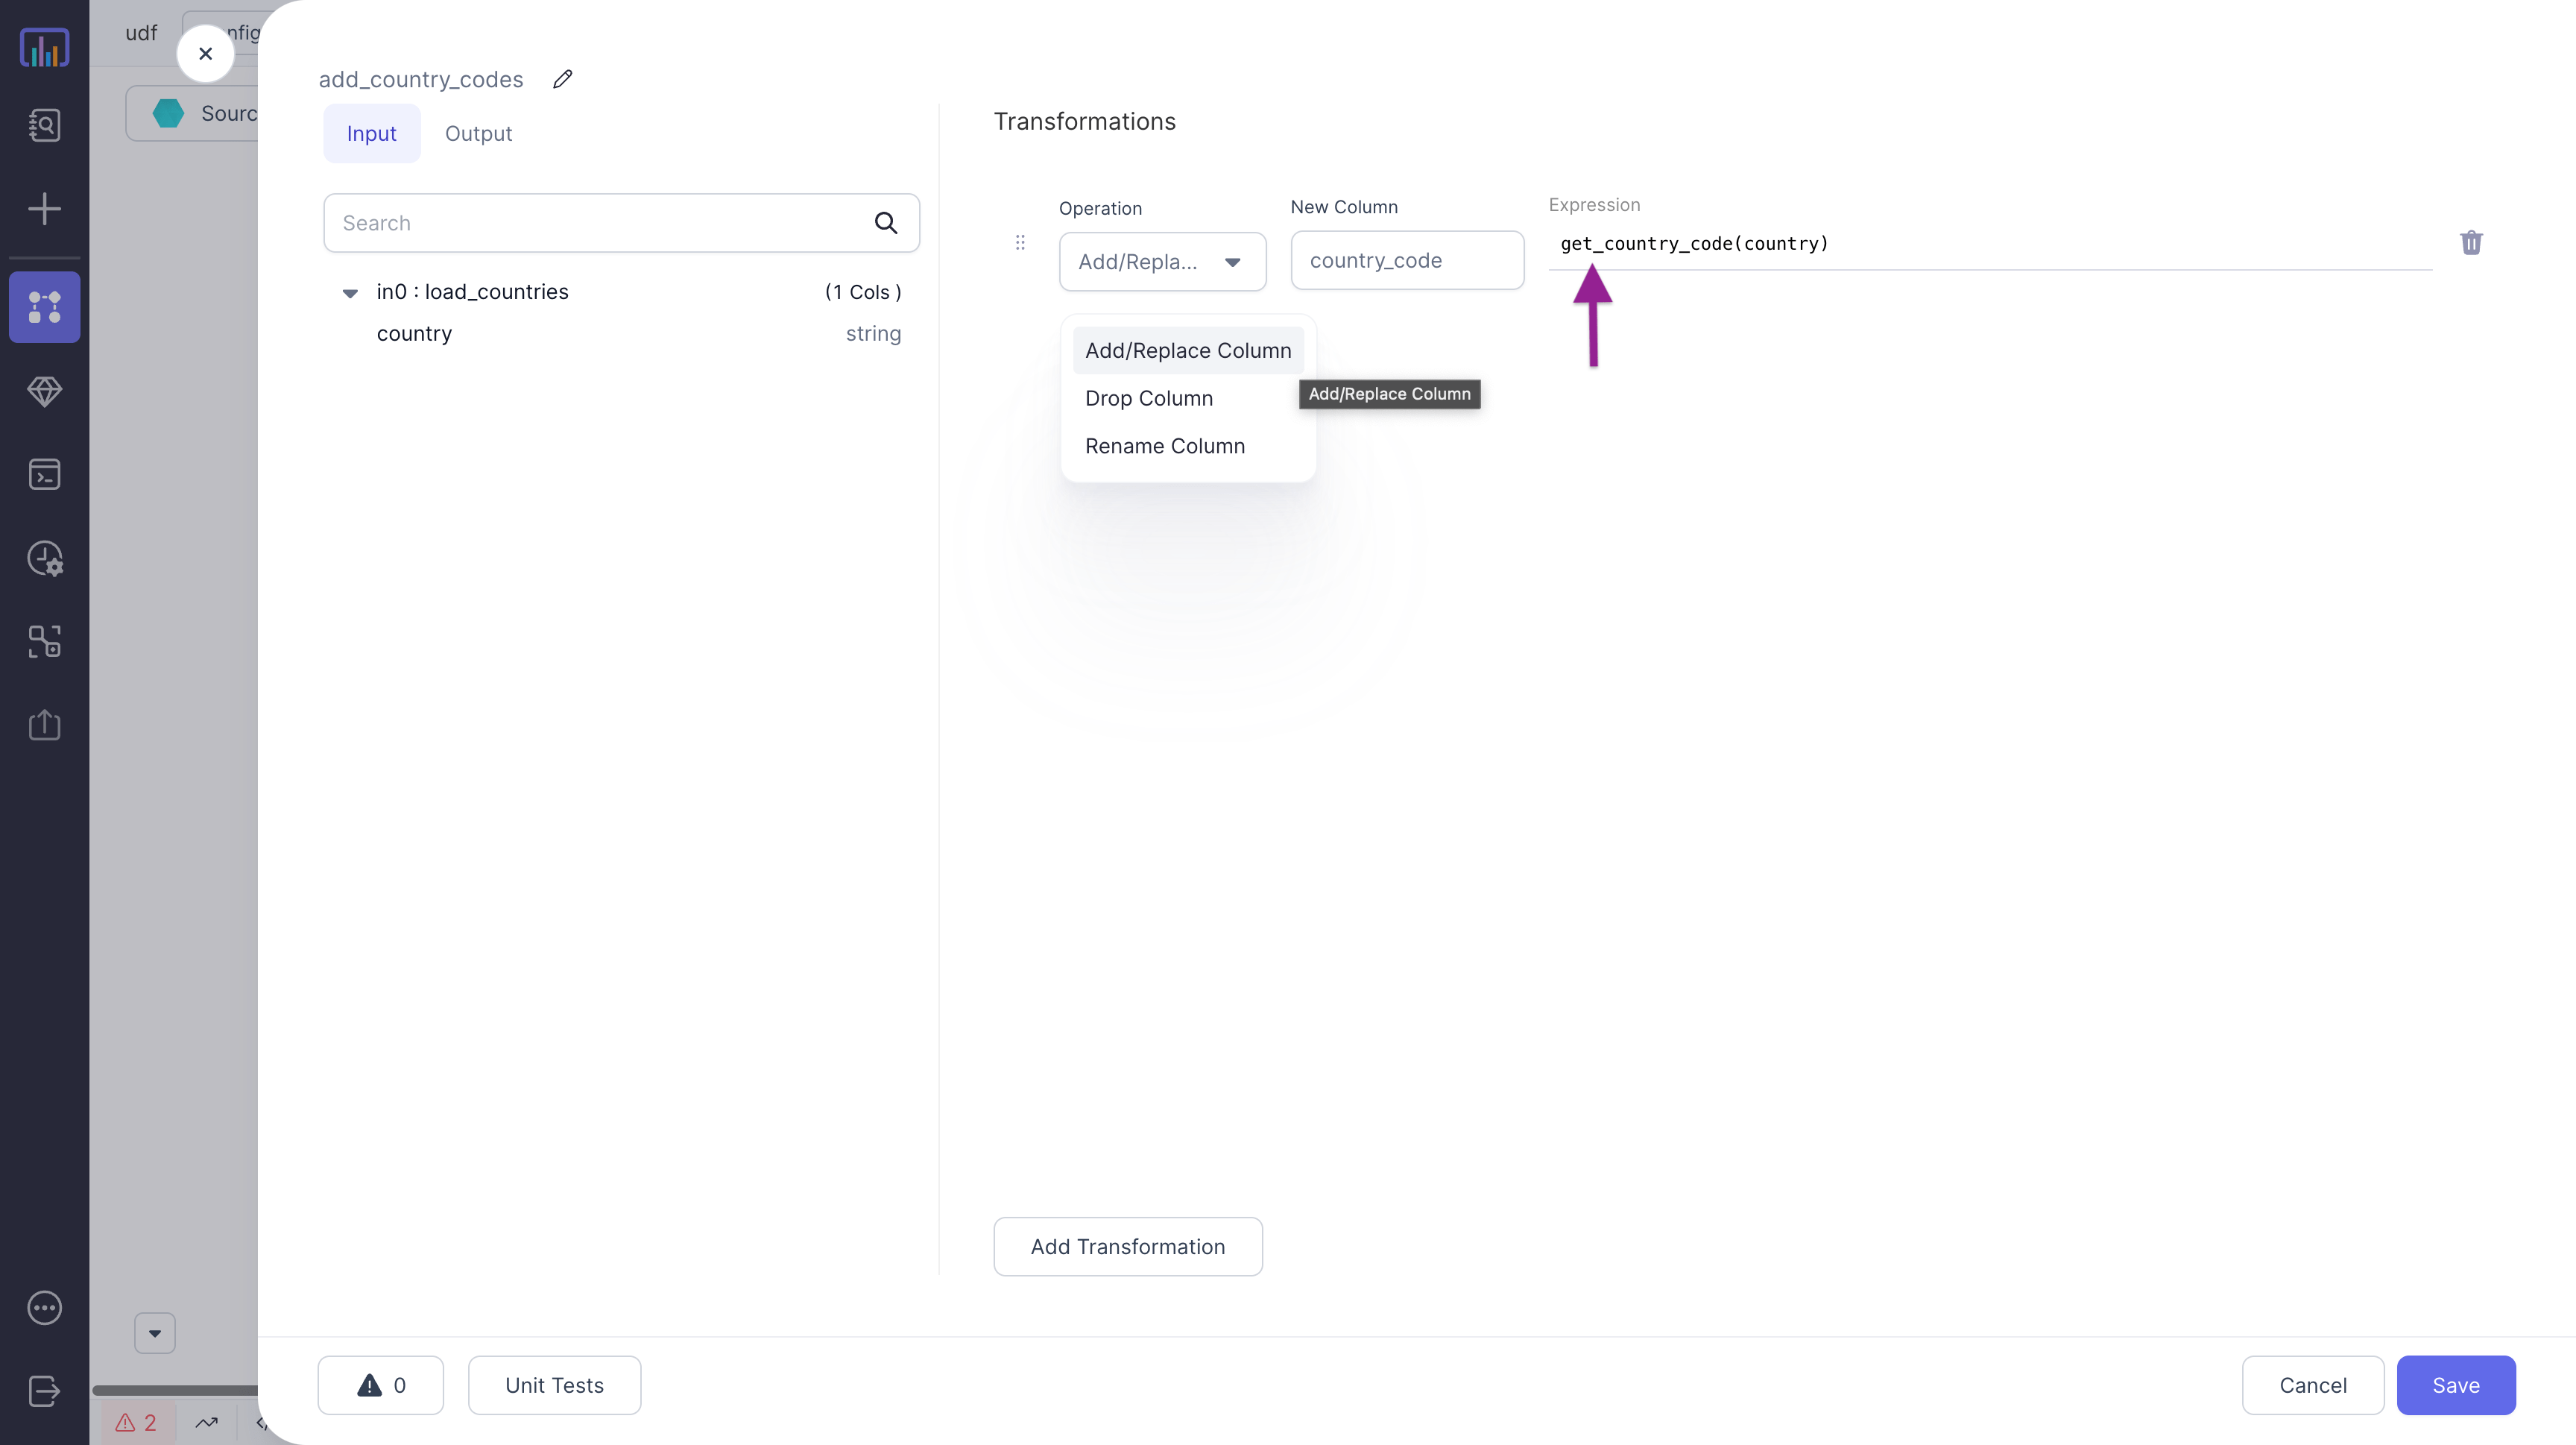 udf
nfig
Sourc
add_country_codes
Input
Output
Search
in0 : load_countries
(1 Cols )
country
string
Transformations
Operation
New Column
Expression
Add/Repla...
country_code
get_country_code(country)
Add/Replace Column
Drop Column
Rename Column
Add/Replace Column
Add Transformation
0
Unit Tests
Cancel
Save
2